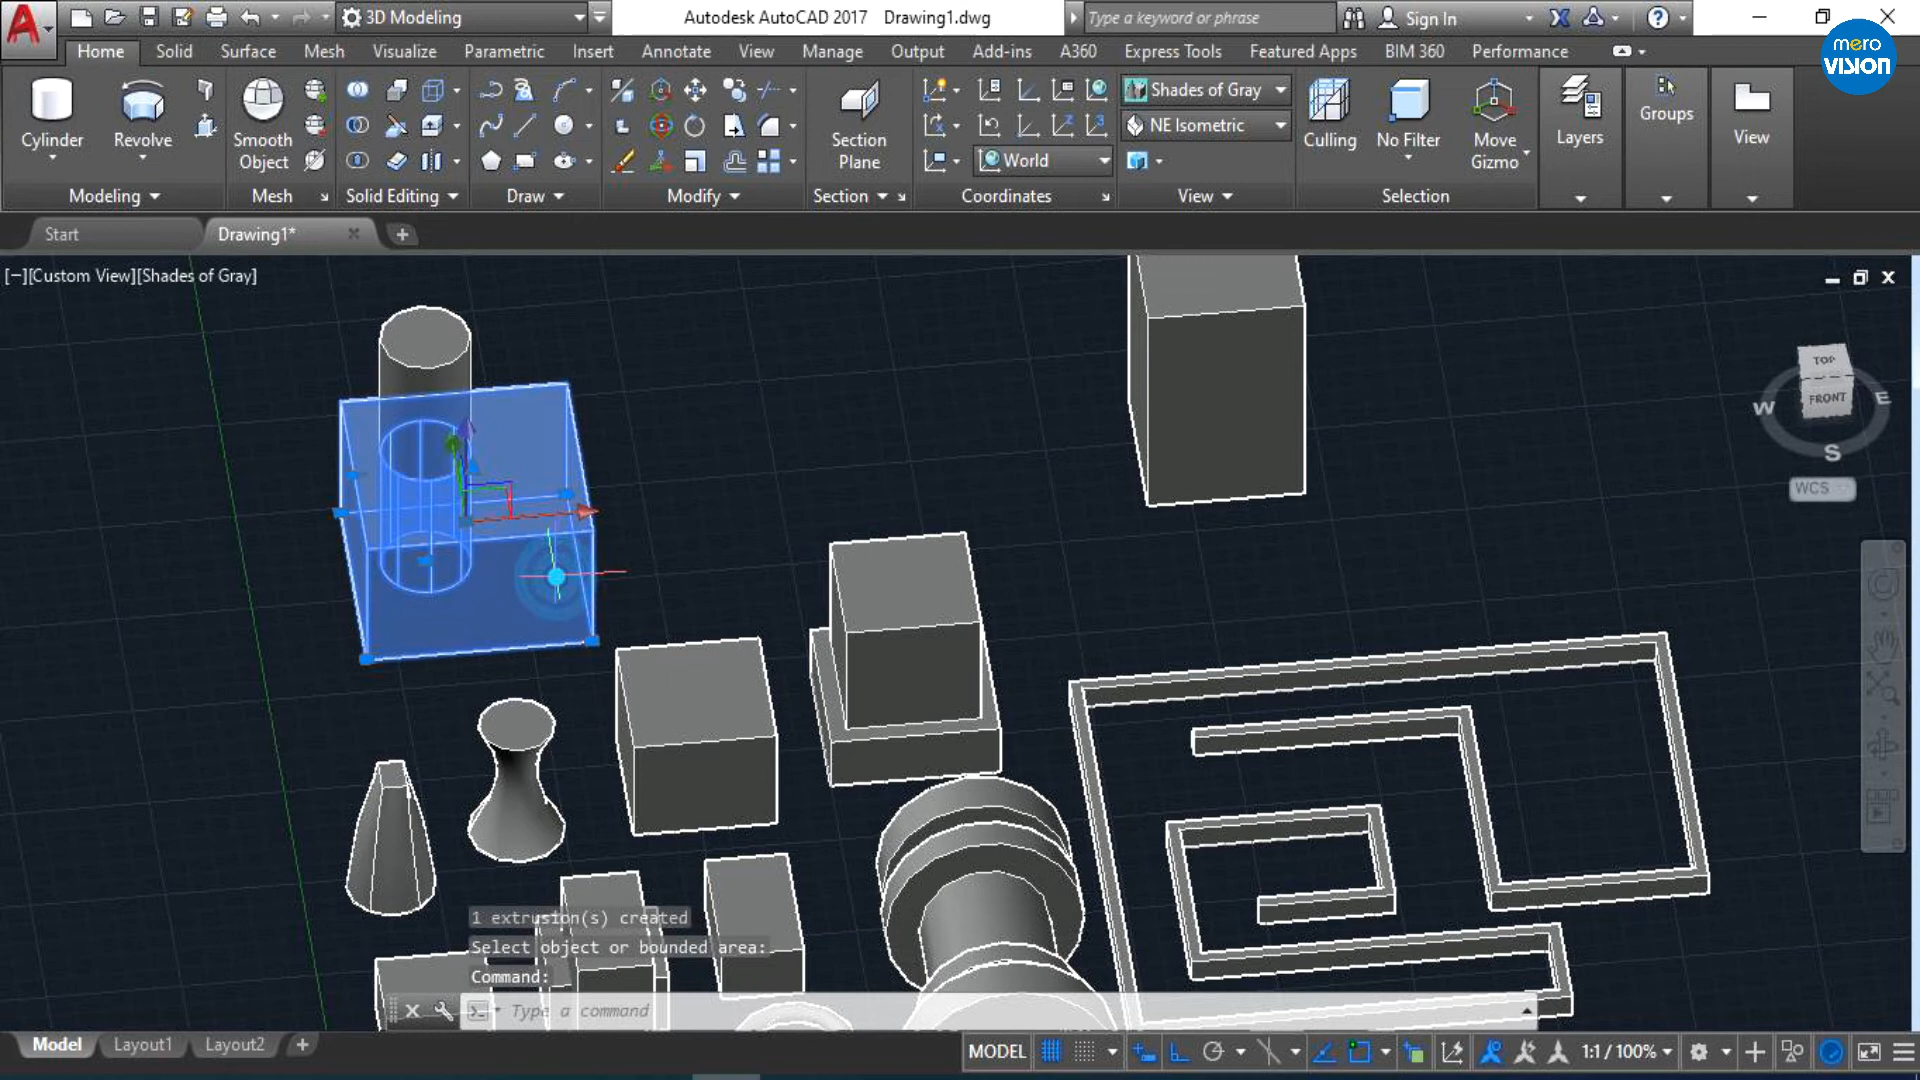 3D Modeling
Autodesk AutoCAD 2017 Drawing1.dwg
Type a keyword or phrase
Sign In
mero
VISION
Home Solid Surface Mesh Visualize Parametric Insert Annotate View Manage Output Add-ins A360 Express Tools Featured Apps BIM 360 Performance
Shades of Gray
NE Isometric
World
Cylinder
Revolve
Smooth
Object
Section
Plane
Culling
No Filter
Move
Gizmo
Layers
Groups
View
Modeling Mesh Solid Editing Draw Modify Section Coordinates View Selection
Start
Drawing1*
[−][Custom View][Shades of Gray]
TOP
FRONT
W
E
S
WCS
1 extrusion(s) created
Select object or bounded area:
Command:
Type a command
Model Layout1 Layout2
MODEL
1:1 / 100%